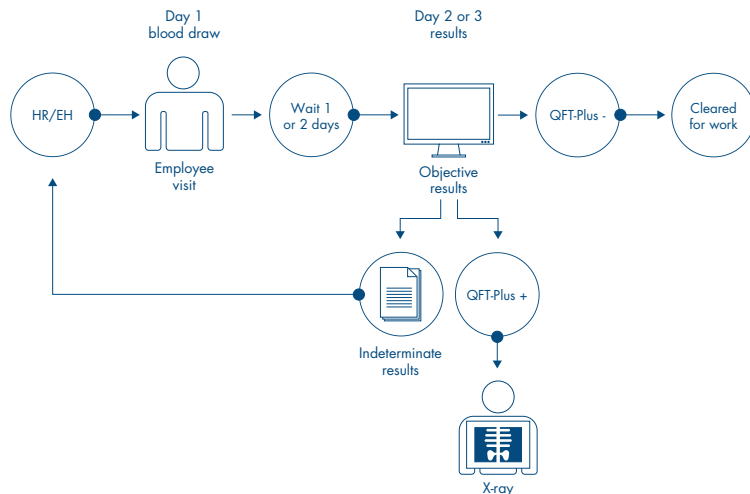 Day 1
blood draw
Day 2 or 3
results
HR/EH
Employee
visit
Wait 1
or 2 days
Objective
results
QFT-Plus -
Cleared
for work
Indeterminate
results
QFT-Plus +
X-ray